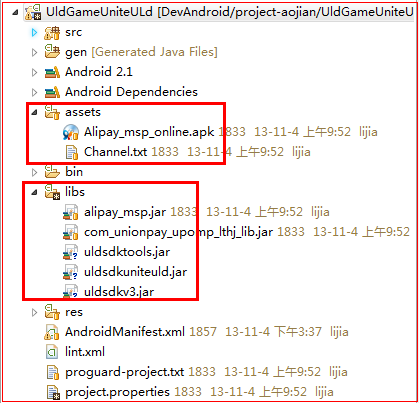 UldGameUniteULd [DevAndroid/project-aojian/UldGameUniteU
src
gen [Generated Java Files]
Android 2.1
Android Dependencies
assets
Alipay_msp_online.apk 1833 13-11-4 上午9:52 lijia
Channel.txt 1833 13-11-4 上午9:52 lijia
bin
libs
alipay_msp.jar 1833 13-11-4 上午9:52 lijia
com_unionpay_upomp_lthj_lib.jar 1833 13-11-4 上午9:52
uldsdktools.jar
uldsdkuniteuld.jar
uldsdkv3.jar
res
AndroidManifest.xml 1857 13-11-4 下午3:37 lijia
lint.xml
proguard-project.txt 1833 13-11-4 上午9:52 lijia
project.properties 1833 13-11-4 上午9:52 lijia